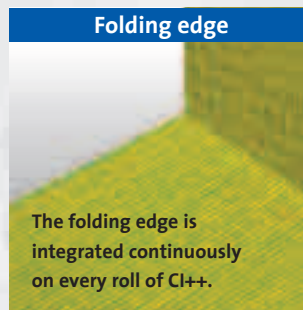 Folding edge
The folding edge is
integrated continuously
on every roll of CI++.